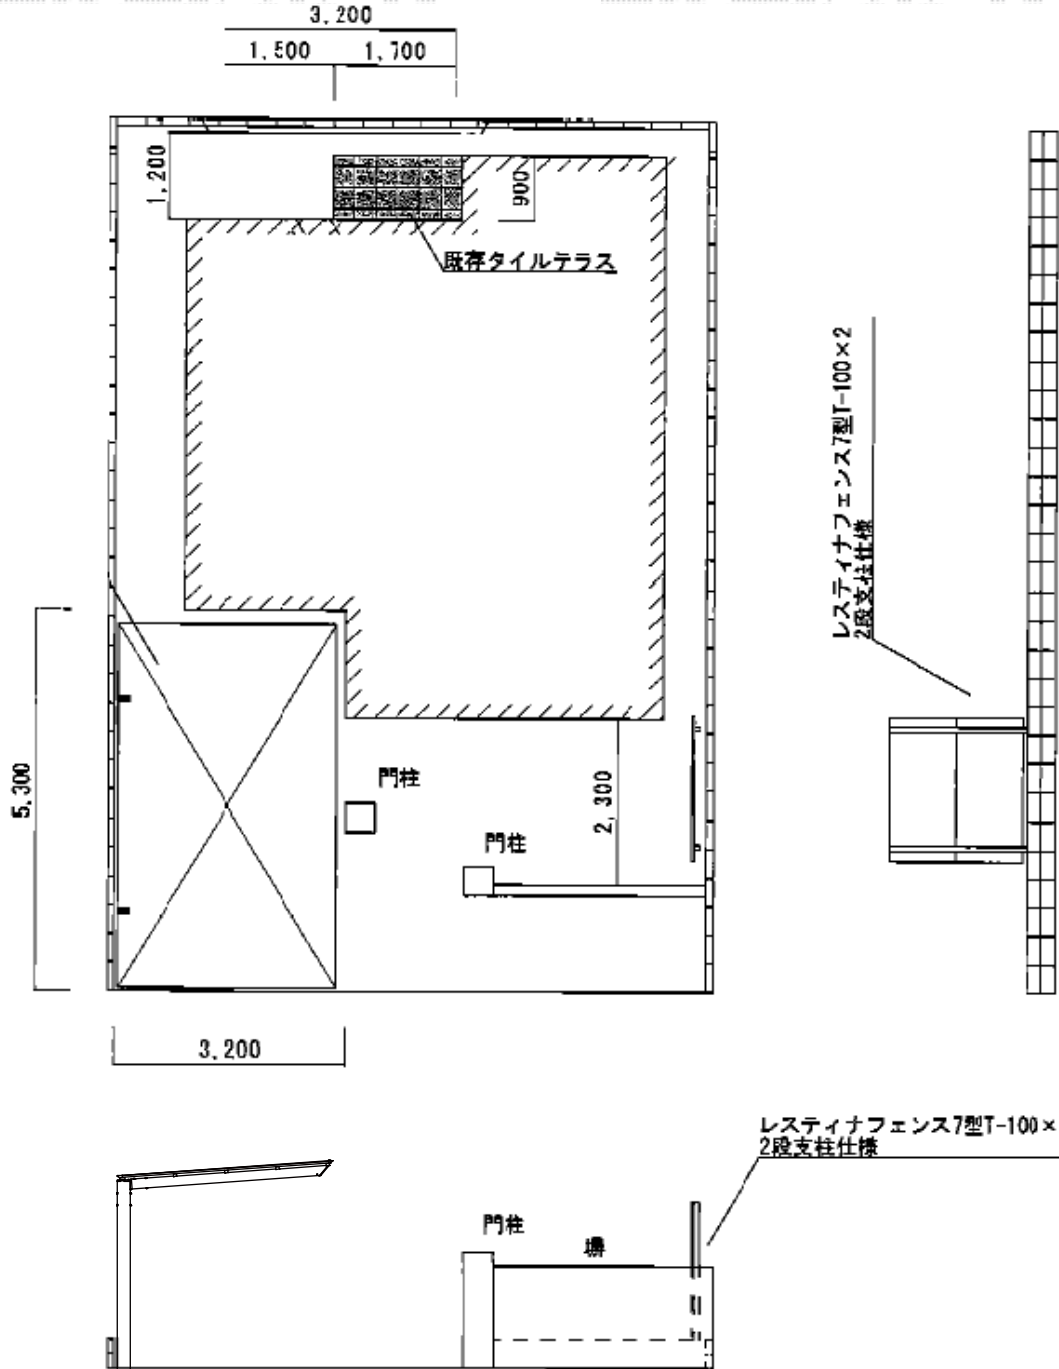 3,200
1,500
1,700
1,200
900
既存タイルテラス
レスティナフェンス7型T-100×2
2段支柱仕様
5,300
門柱
2,300
門柱
3,200
レスティナフェンス7型T-100×
2段支柱仕様
門柱
塀